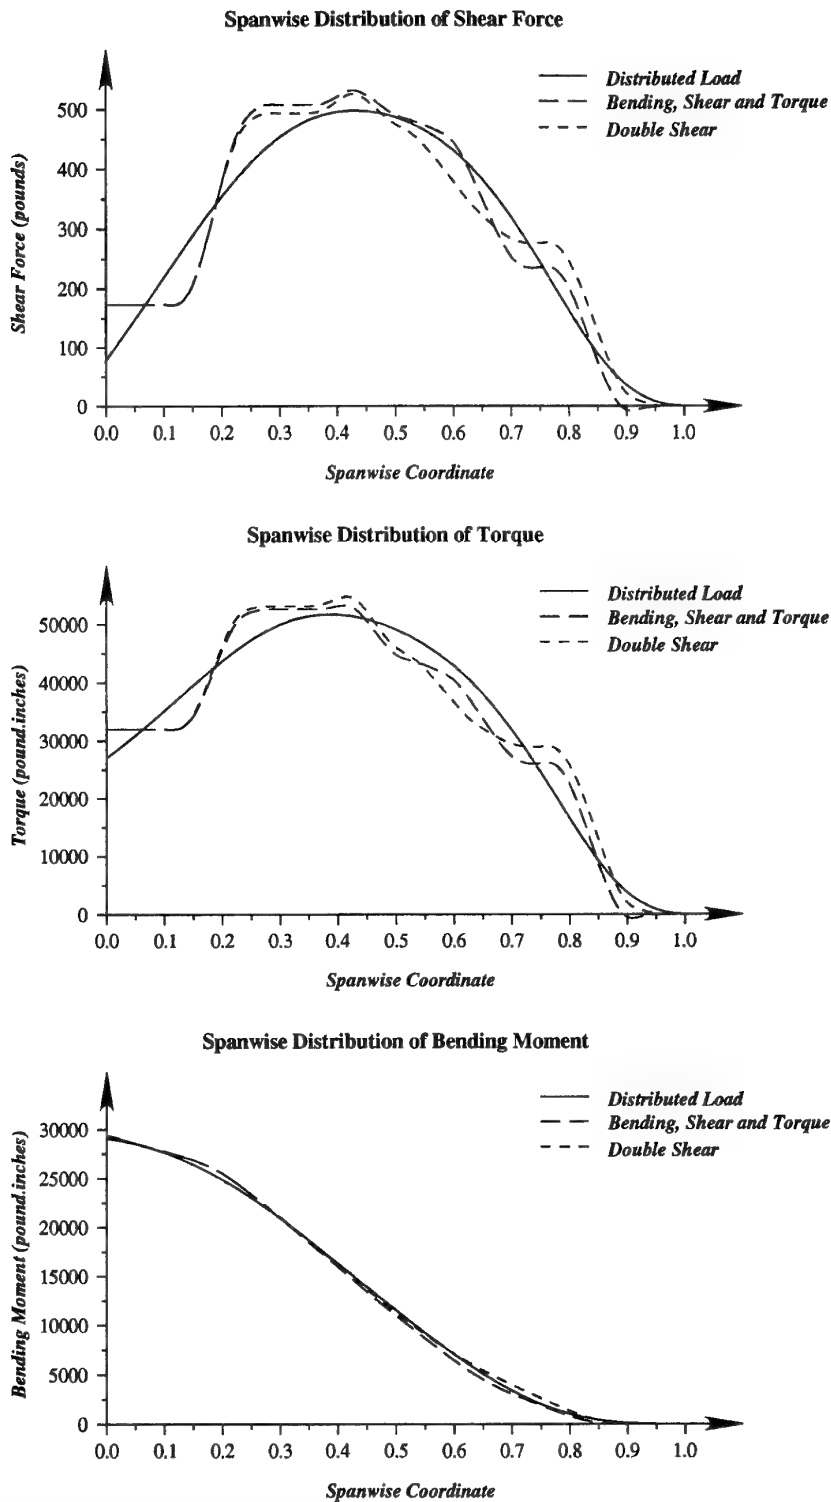 Spanwise Distribution of Shear Force
Distributed Load
Bending, Shear and Torque
Double Shear
Shear Force (pounds)
500
400
300
200
100
0
0.0 0.1 0.2 0.3 0.4 0.5 0.6 0.7 0.8 0.9 1.0
Spanwise Coordinate
Spanwise Distribution of Torque
Distributed Load
Bending, Shear and Torque
Double Shear
Torque (pound.inches)
50000
40000
30000
20000
10000
0
0.0 0.1 0.2 0.3 0.4 0.5 0.6 0.7 0.8 0.9 1.0
Spanwise Coordinate
Spanwise Distribution of Bending Moment
Distributed Load
Bending, Shear and Torque
Double Shear
Bending Moment (pound.inches)
30000
25000
20000
15000
10000
5000
0
0.0 0.1 0.2 0.3 0.4 0.5 0.6 0.7 0.8 0.9 1.0
Spanwise Coordinate